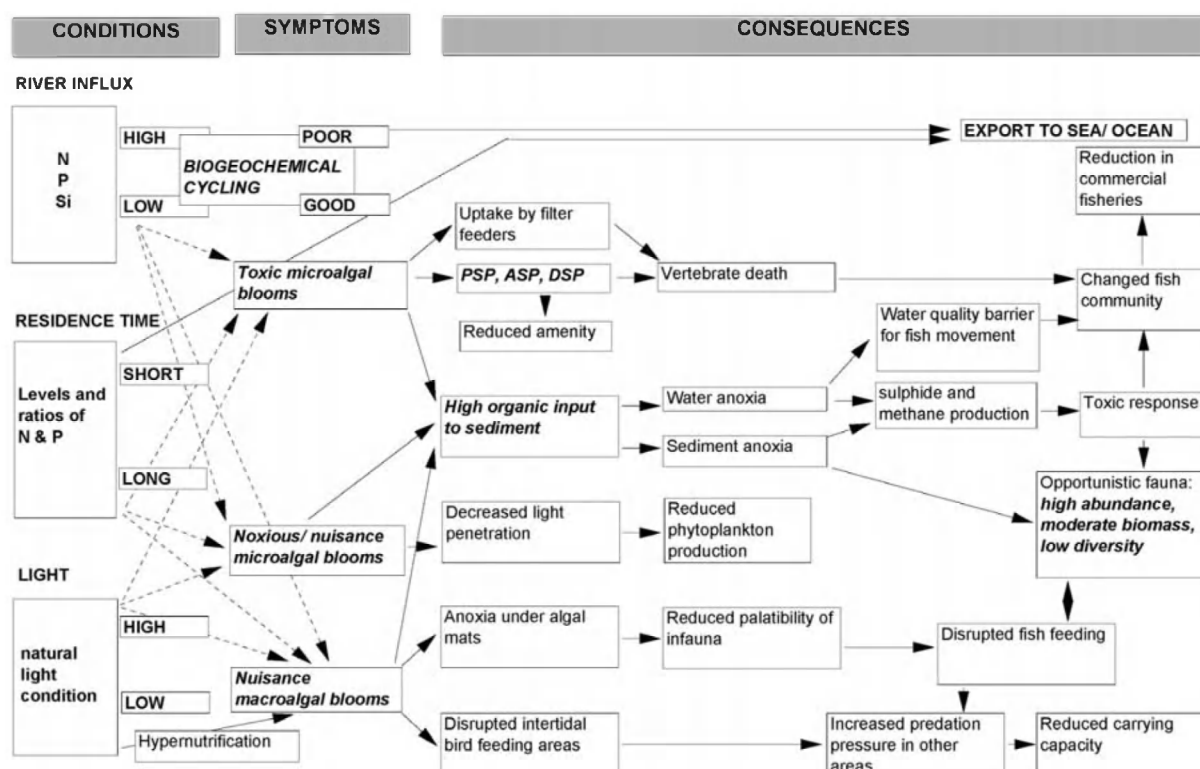 CONDITIONS
SYMPTOMS
CONSEQUENCES
RIVER INFLUX
N
P
Si
HIGH
LOW
BIOGEOCHEMICAL
CYCLING
POOR
GOOD
EXPORT TO SEA/ OCEAN
Reduction in
commercial
fisheries
Uptake by filter
feeders
Toxic microalgal
blooms
PSP, ASP, DSP
Vertebrate death
Changed fish
community
Reduced amenity
Water quality barrier
for fish movement
RESIDENCE TIME
Levels and
ratios of
N & P
SHORT
LONG
High organic input
to sediment
Water anoxia
Sediment anoxia
sulphide and
methane production
Toxic response
Opportunistic fauna:
high abundance,
moderate biomass,
low diversity
Noxious/ nuisance
microalgal blooms
Decreased light
penetration
Reduced
phytoplankton
production
LIGHT
natural
light
condition
HIGH
LOW
Hypernutrification
Nuisance
macroalgal blooms
Anoxia under algal
mats
Reduced palatibility of
infauna
Disrupted fish feeding
Disrupted intertidal
bird feeding areas
Increased predation
pressure in other
areas
Reduced carrying
capacity